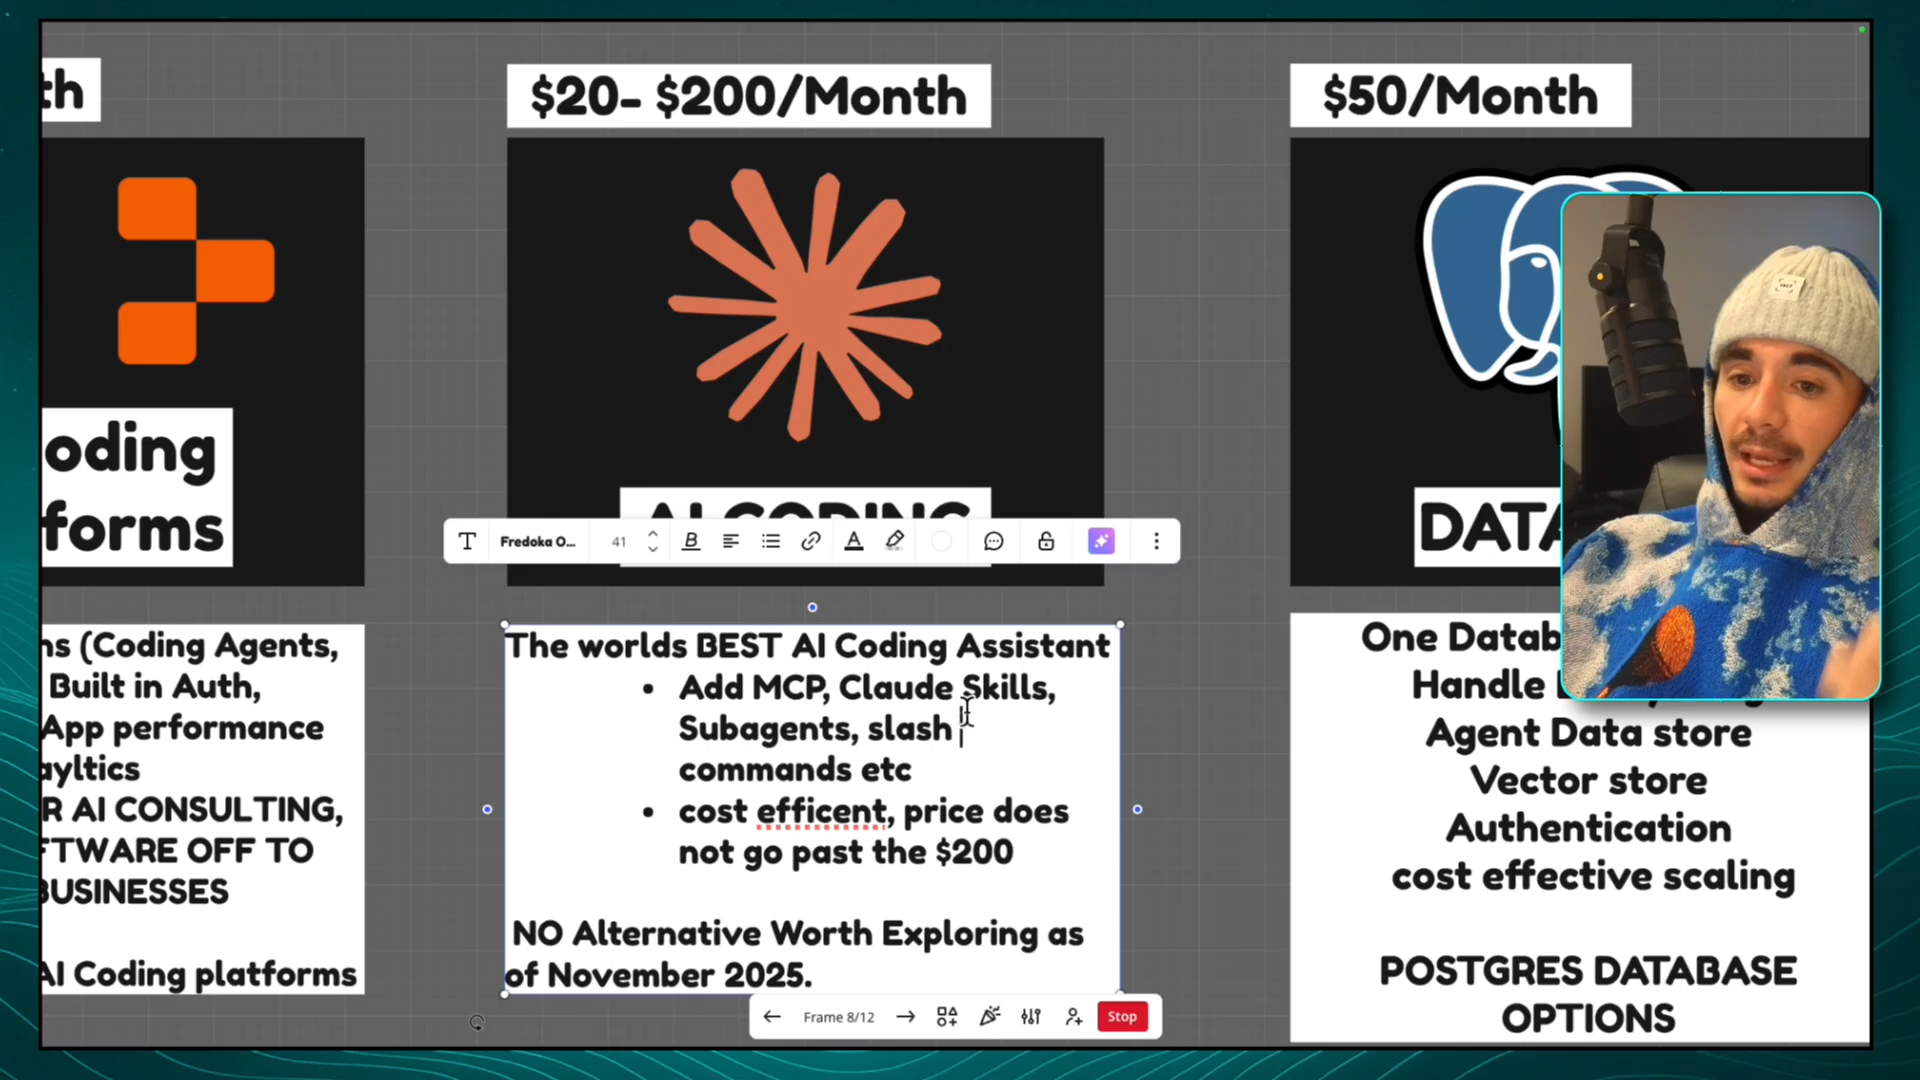 th
$20- $200/Month
$50/Month
oding
forms
AI CODING
DATA
Fredoka O...
41
ns (Coding Agents,
Built in Auth,
App performance
ayltics
R AI CONSULTING,
FTWARE OFF TO
BUSINESSES
AI Coding platforms
The worlds BEST AI Coding Assistant
• Add MCP, Claude Skills,
Subagents, slash
commands etc
• cost efficent, price does
not go past the $200
NO Alternative Worth Exploring as
of November 2025.
One Datab
Handle
Agent Data store
Vector store
Authentication
cost effective scaling
POSTGRES DATABASE
OPTIONS
Frame 8/12
Stop